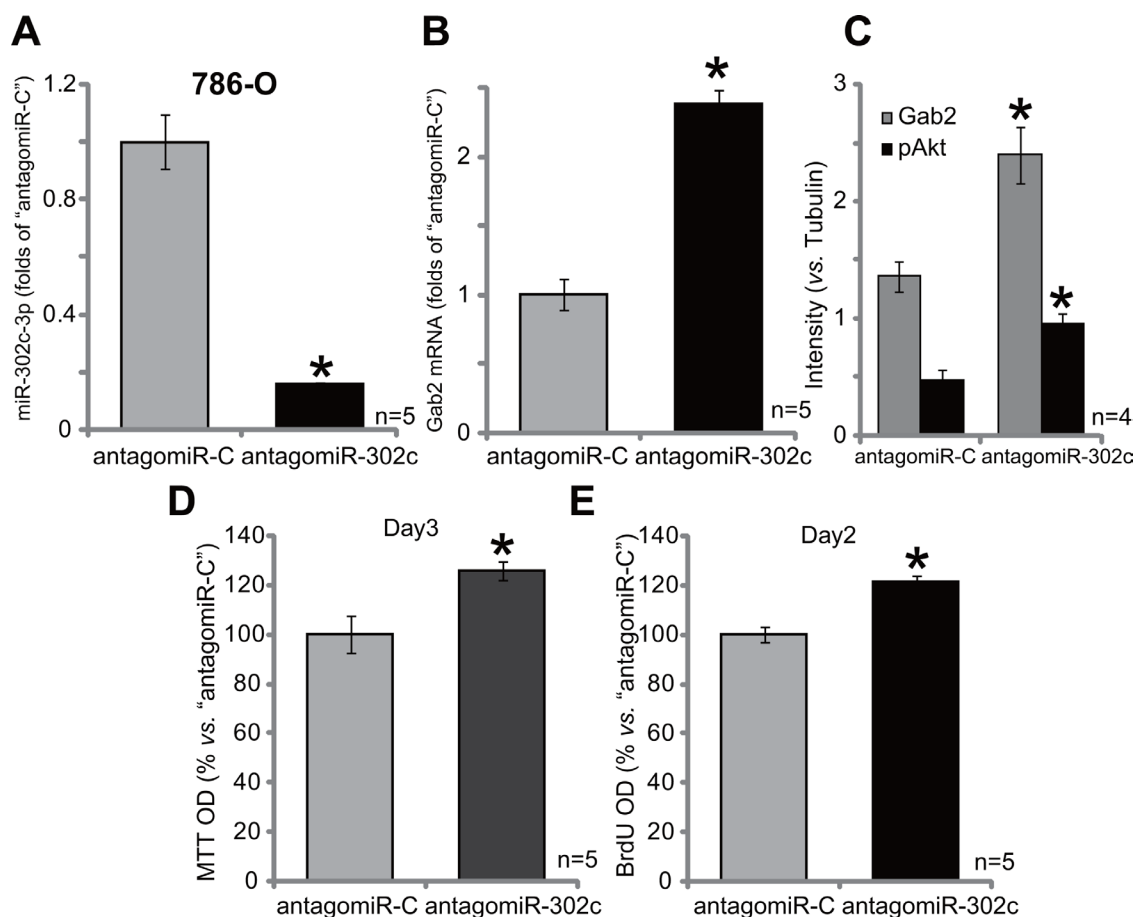 A
786-O
miR-302c-3p (folds of “antagomiR-C”)
1.2
0.8
0.4
0
*
n=5
antagomiR-C antagomiR-302c
B
Gab2 mRNA (folds of “antagomiR-C”)
2
1
0
*
n=5
antagomiR-C antagomiR-302c
C
Intensity (vs. Tubulin)
3
2
1
0
Gab2
pAkt
*
*
n=4
antagomiR-C antagomiR-302c
D
Day3
MTT OD (% vs. “antagomiR-C”)
140
120
100
80
60
40
20
0
*
n=5
antagomiR-C antagomiR-302c
E
Day2
BrdU OD (% vs. “antagomiR-C”)
140
120
100
80
60
40
20
0
*
n=5
antagomiR-C antagomiR-302c